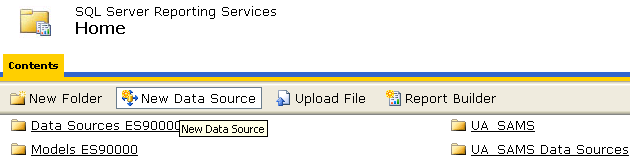 SQL Server Reporting Services
Home
Contents
New Folder
New Data Source
Upload File
Report Builder
Data Sources ES90000
New Data Source
UA_SAMS
Models ES90000
UA_SAMS Data Sources